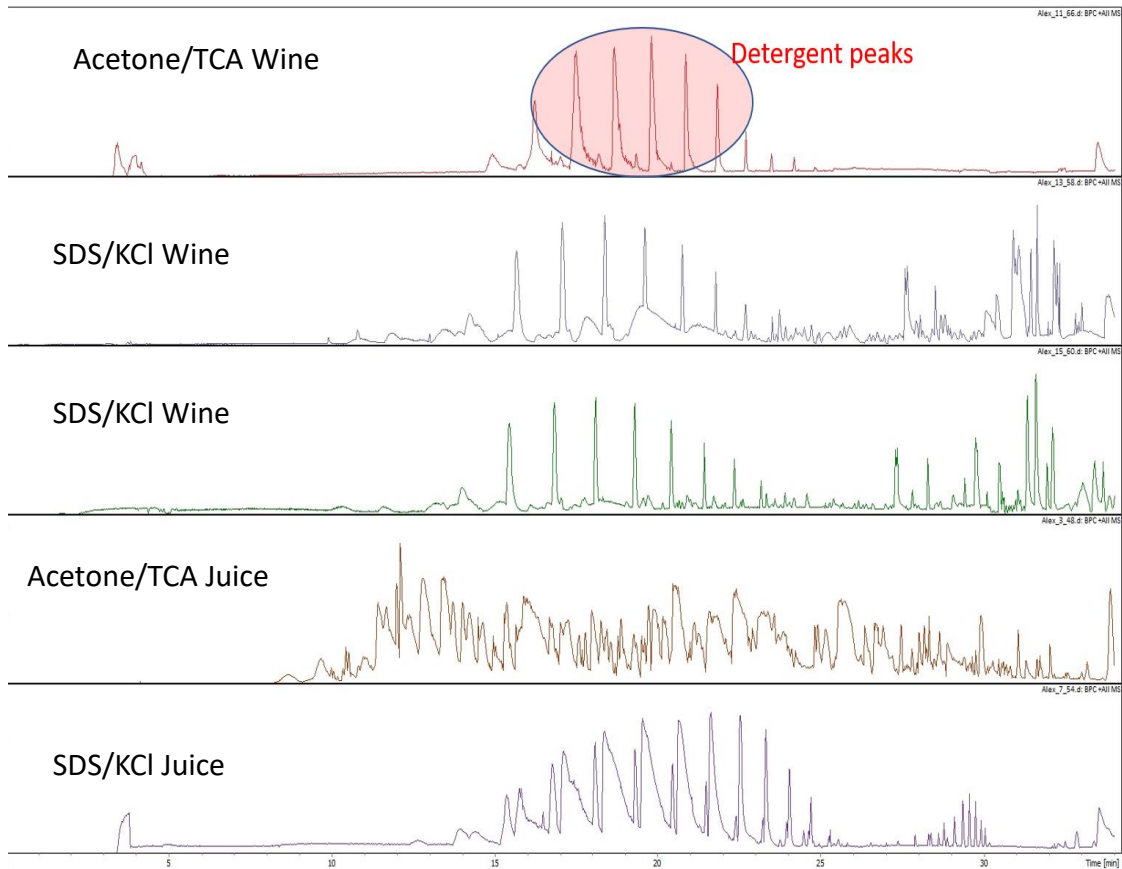 Alex_11_66.d: BPC +All MS
Acetone/TCA Wine
Detergent peaks
Alex_13_58.d: BPC +All MS
SDS/KCl Wine
Alex_15_60.d: BPC +All MS
SDS/KCl Wine
Alex_3_48.d: BPC +All MS
Acetone/TCA Juice
Alex_7_54.d: BPC +All MS
SDS/KCl Juice
5 10 15 20 25 30 Time [min]